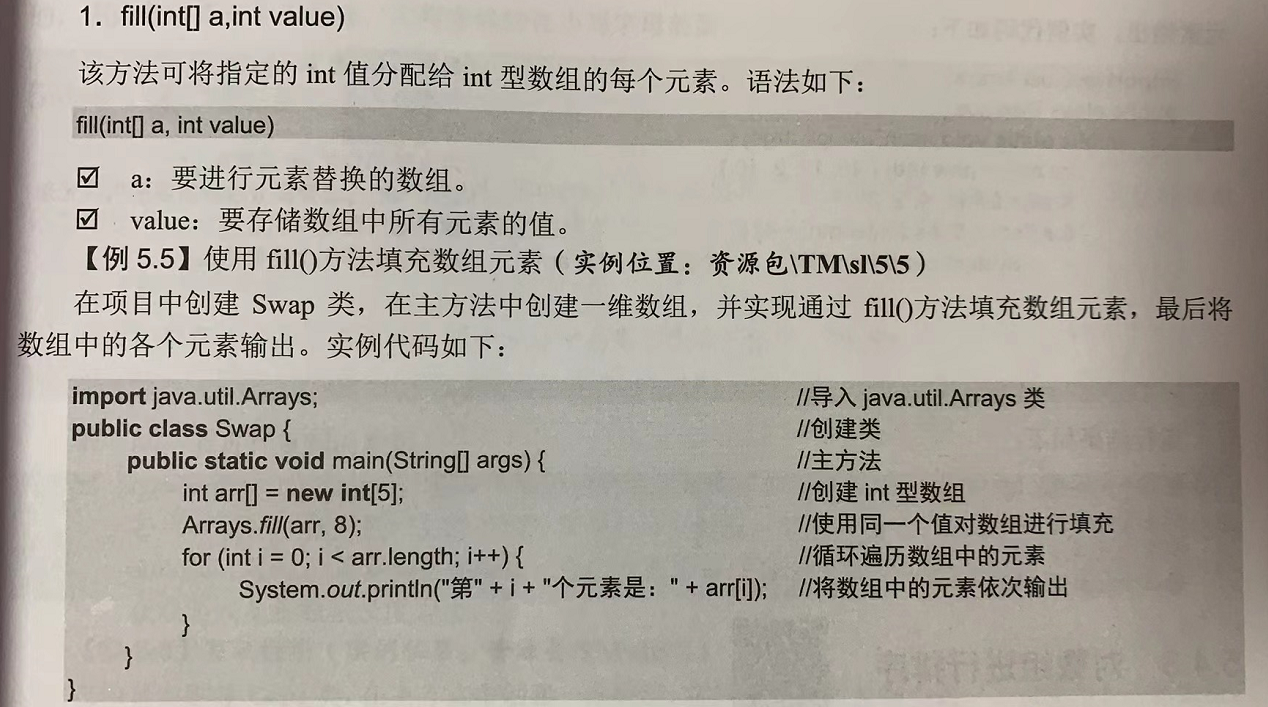 1. fill(int[] a,int value)
该方法可将指定的 int 值分配给 int 型数组的每个元素。语法如下：
fill(int[] a, int value)
☑ a：要进行元素替换的数组。
☑ value：要存储数组中所有元素的值。
【例 5.5】使用 fill()方法填充数组元素（实例位置：资源包\TM\sl\5\5）
在项目中创建 Swap 类，在主方法中创建一维数组，并实现通过 fill()方法填充数组元素，最后将
数组中的各个元素输出。实例代码如下：
import java.util.Arrays; //导入 java.util.Arrays 类
public class Swap { //创建类
public static void main(String[] args) { //主方法
int arr[] = new int[5]; //创建 int 型数组
Arrays.fill(arr, 8); //使用同一个值对数组进行填充
for (int i = 0; i < arr.length; i++) { //循环遍历数组中的元素
System.out.println("第" + i + "个元素是：" + arr[i]); //将数组中的元素依次输出
}
}
}